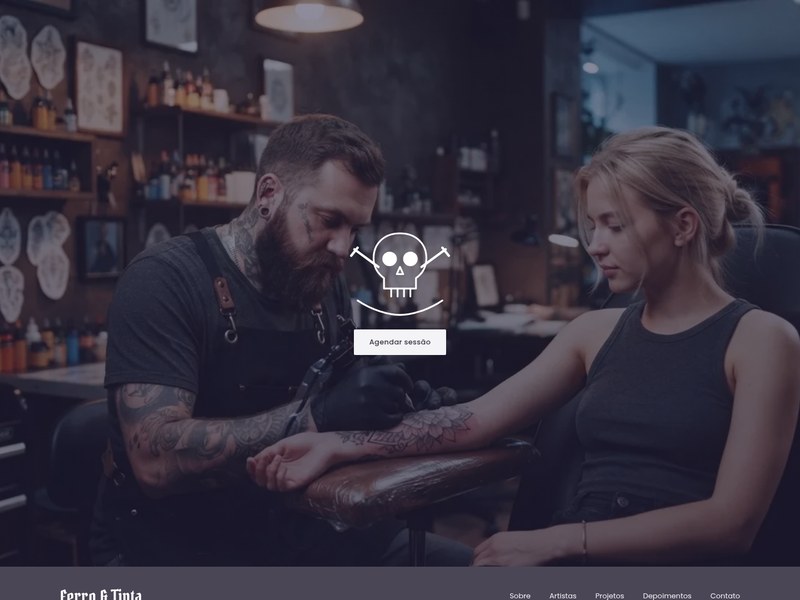 Agendar sessão
Ferro & Tinta
Sobre
Artistas
Projetos
Depoimentos
Contato